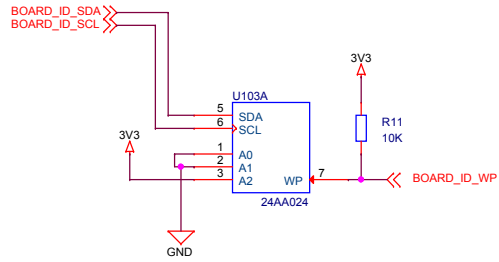 BOARD_ID_SDA
BOARD_ID_SCL
3V3
U103A
5 SDA
6 SCL
R11
10K
3V3
1 A0
2 A1
3 A2
WP 7
BOARD_ID_WP
24AA024
GND